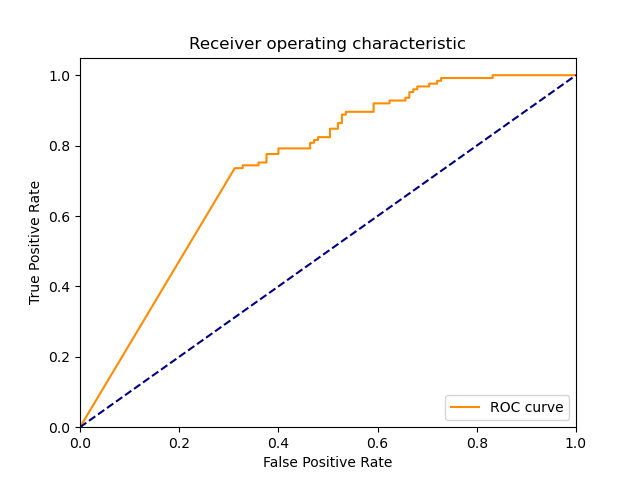 Receiver operating characteristic
True Positive Rate
1.0
0.8
0.6
0.4
0.2
0.0
ROC curve
0.0 0.2 0.4 0.6 0.8 1.0
False Positive Rate